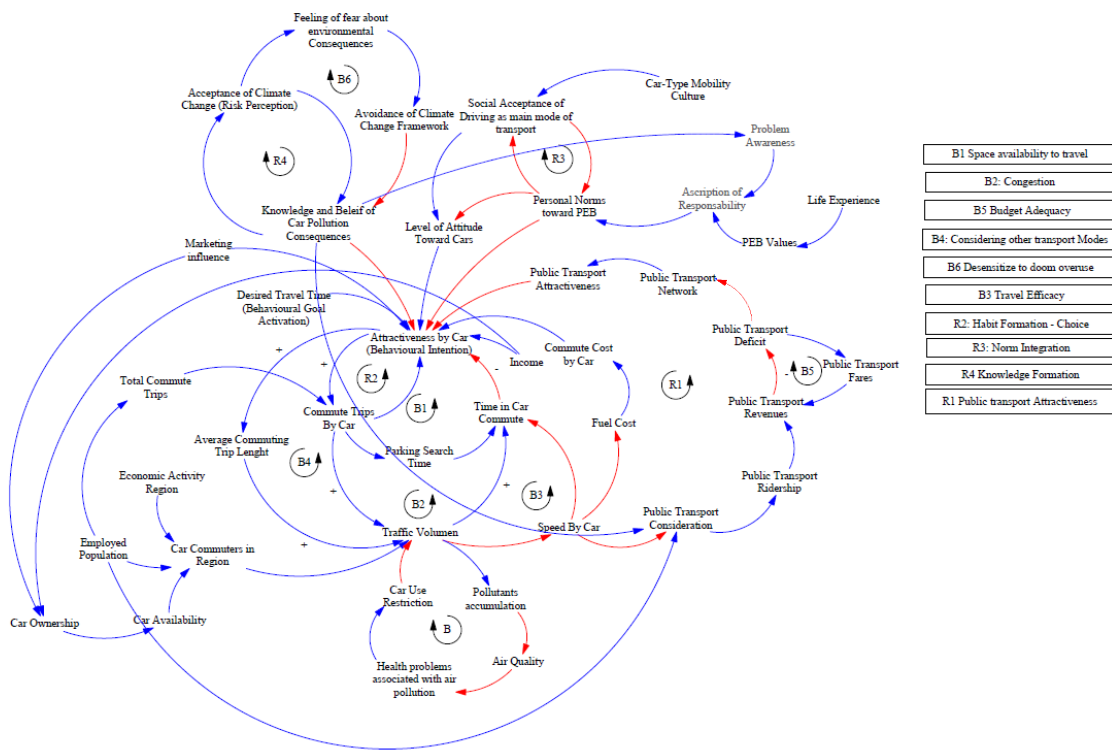 Feeling of fear about
environmental
Consequences
B6
Acceptance of Climate
Change (Risk Perception)
Avoidance of Climate
Change Framework
Social Acceptance of
Driving as main mode of
transport
Car-Type Mobility
Culture
Problem
Awareness
R4
R3
Ascription of
Responsability
Life Experience
Personal Norms
toward PEB
PEB Values
Knowledge and Beleif of
Car Pollution
Consequences
Level of Attitude
Toward Cars
Marketing
influence
Public Transport
Attractiveness
Public Transport
Network
Desired Travel Time
(Behavioural Goal
Activation)
Attractiveness by Car
(Behavioural Intention)
Income
Commute Cost
by Car
Public Transport
Deficit
Public Transport
Fares
+
+
-
-
R2
B1
R1
B5
Total Commute
Trips
Commute Trips
By Car
Time in Car
Commute
Fuel Cost
Public Transport
Revenues
Average Commuting
Trip Lenght
Parking Search
Time
B4
Economic Activity
Region
+
+
+
B2
B3
Public Transport
Ridership
Traffic Volumen
Speed By Car
Public Transport
Consideration
Employed
Population
Car Commuters in
Region
Car Use
Restriction
Pollutants
accumulation
Car Ownership
Car Availability
B
Air Quality
Health problems
associated with air
pollution
B1 Space availability to travel
B2: Congestion
B5 Budget Adequacy
B4: Considering other transport Modes
B6 Desensitize to doom overuse
B3 Travel Efficacy
R2: Habit Formation - Choice
R3: Norm Integration
R4 Knowledge Formation
R1 Public transport Attractiveness